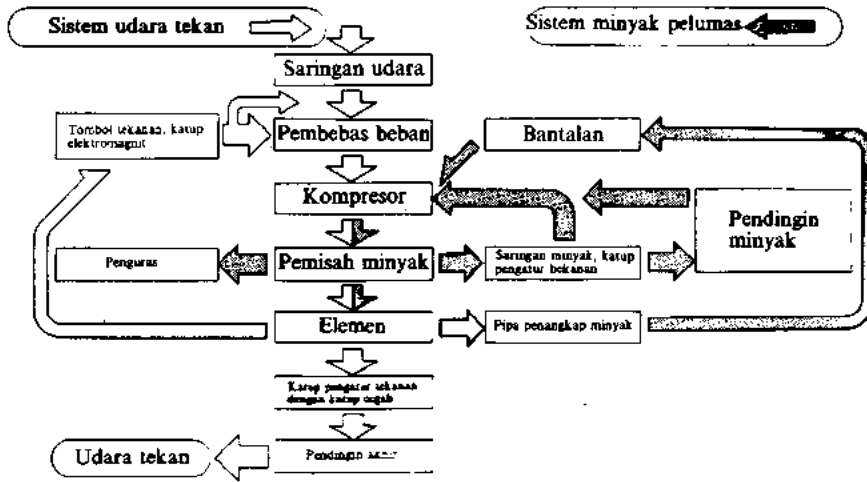 Sistem udara tekan
Sistem minyak pelumas
Saringan udara
Tombol tekanan, katup
elektromagnit
Pembebas beban
Bantalan
Kompresor
Pendingin
minyak
Penguras
Pemisah minyak
Saringan minyak, katup
pengatur bekanan
Elemen
Pipa penangkap minyak
Katup pengatur tekanan
dengan katup cegah
Pendingin
Udara tekan